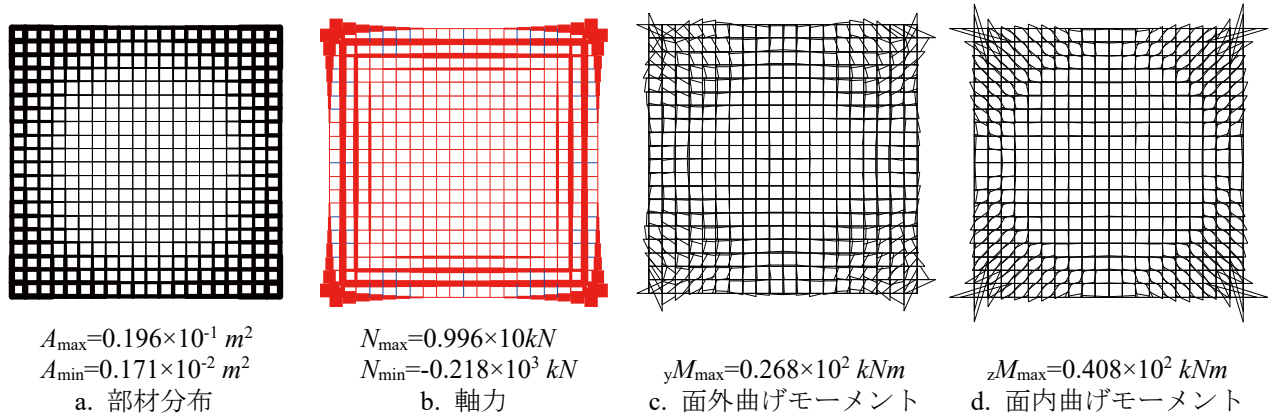 Amax=0.196×10-1 m2
Amin=0.171×10-2 m2
a. 部材分布
Nmax=0.996×10kN
Nmin=-0.218×103 kN
b. 軸力
yMmax=0.268×102 kNm
c. 面外曲げモーメント
zMmax=0.408×102 kNm
d. 面内曲げモーメント